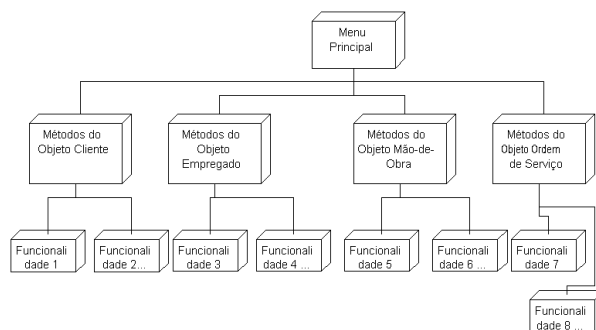 Menu
Principal
Métodos do
Objeto Cliente
Métodos do
Objeto
Empregado
Métodos do
Objeto Mão-de-
Obra
Métodos do
Objeto Ordem
de Serviço
Funcionali
dade 1
Funcionali
dade 2...
Funcionali
dade 3
Funcionali
dade 4 ...
Funcionali
dade 5
Funcionali
dade 6 ...
Funcionali
dade 7
Funcionali
dade 8 ...